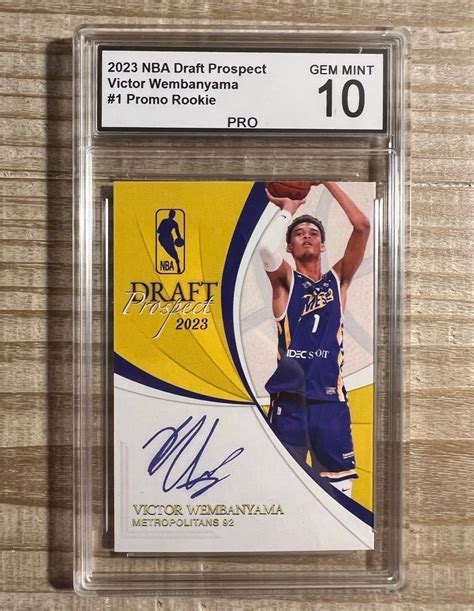 2023 NBA Draft Prospect
Victor Wembanyama
#1 Promo Rookie
GEM MINT
10
PRO
NBA
DRAFT
Prospect
2023
1
VICTOR WEMBANYAMA
METROPOLITANS 92